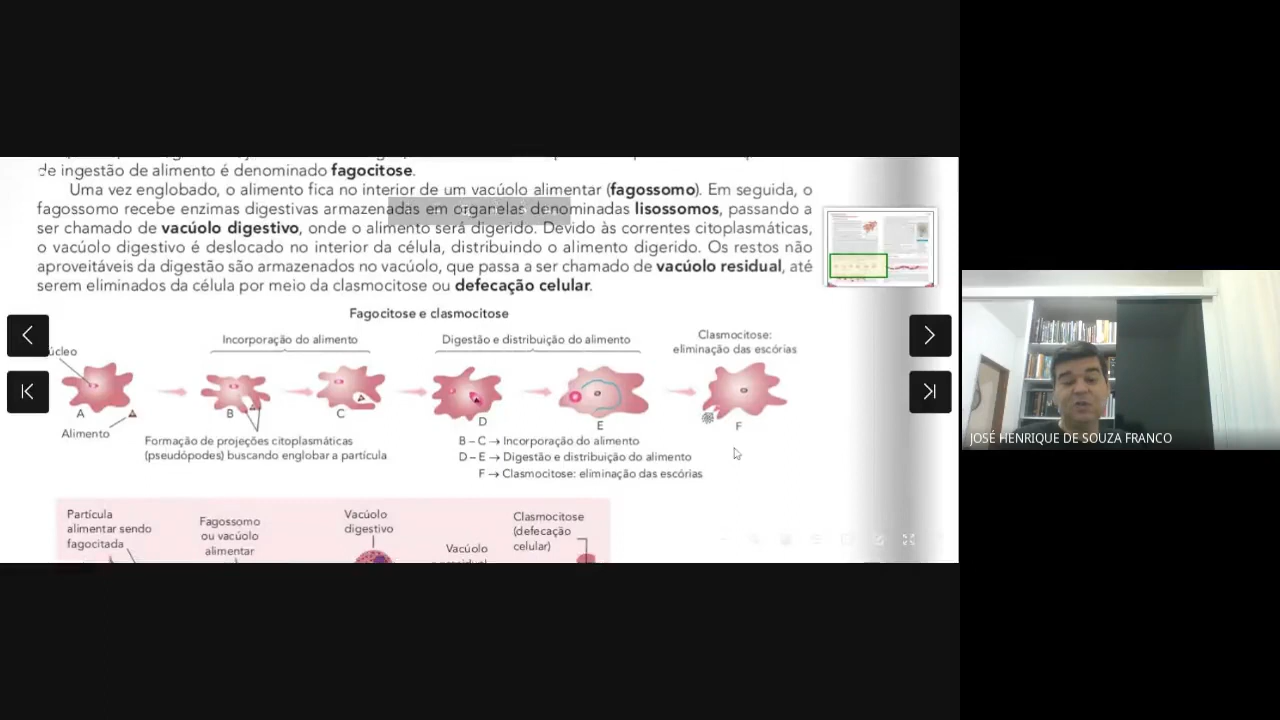 de ingestão de alimento é denominado fagocitose.
Uma vez englobado, o alimento fica no interior de um vacúolo alimentar (fagossomo). Em seguida, o
fagossomo recebe enzimas digestivas armazenadas em organelas denominadas lisossomos, passando a
ser chamado de vacúolo digestivo, onde o alimento será digerido. Devido às correntes citoplasmáticas,
o vacúolo digestivo é deslocado no interior da célula, distribuindo o alimento digerido. Os restos não
aproveitáveis da digestão são armazenados no vacúolo, que passa a ser chamado de vacúolo residual, até
serem eliminados da célula por meio da clasmocitose ou defecação celular.
Fagocitose e clasmocitose
úcleo
Incorporação do alimento
Digestão e distribuição do alimento
Clasmocitose:
eliminação das escórias
A
B
C
D
E
F
Alimento
Formação de projeções citoplasmáticas
(pseudópodes) buscando englobar a partícula
B – C → Incorporação do alimento
D – E → Digestão e distribuição do alimento
F → Clasmocitose: eliminação das escórias
Partícula
alimentar sendo
fagocitada
Fagossomo
ou vacúolo
alimentar
Vacúolo
digestivo
Vacúolo
Clasmocitose
(defecação
celular)
JOSÉ HENRIQUE DE SOUZA FRANCO